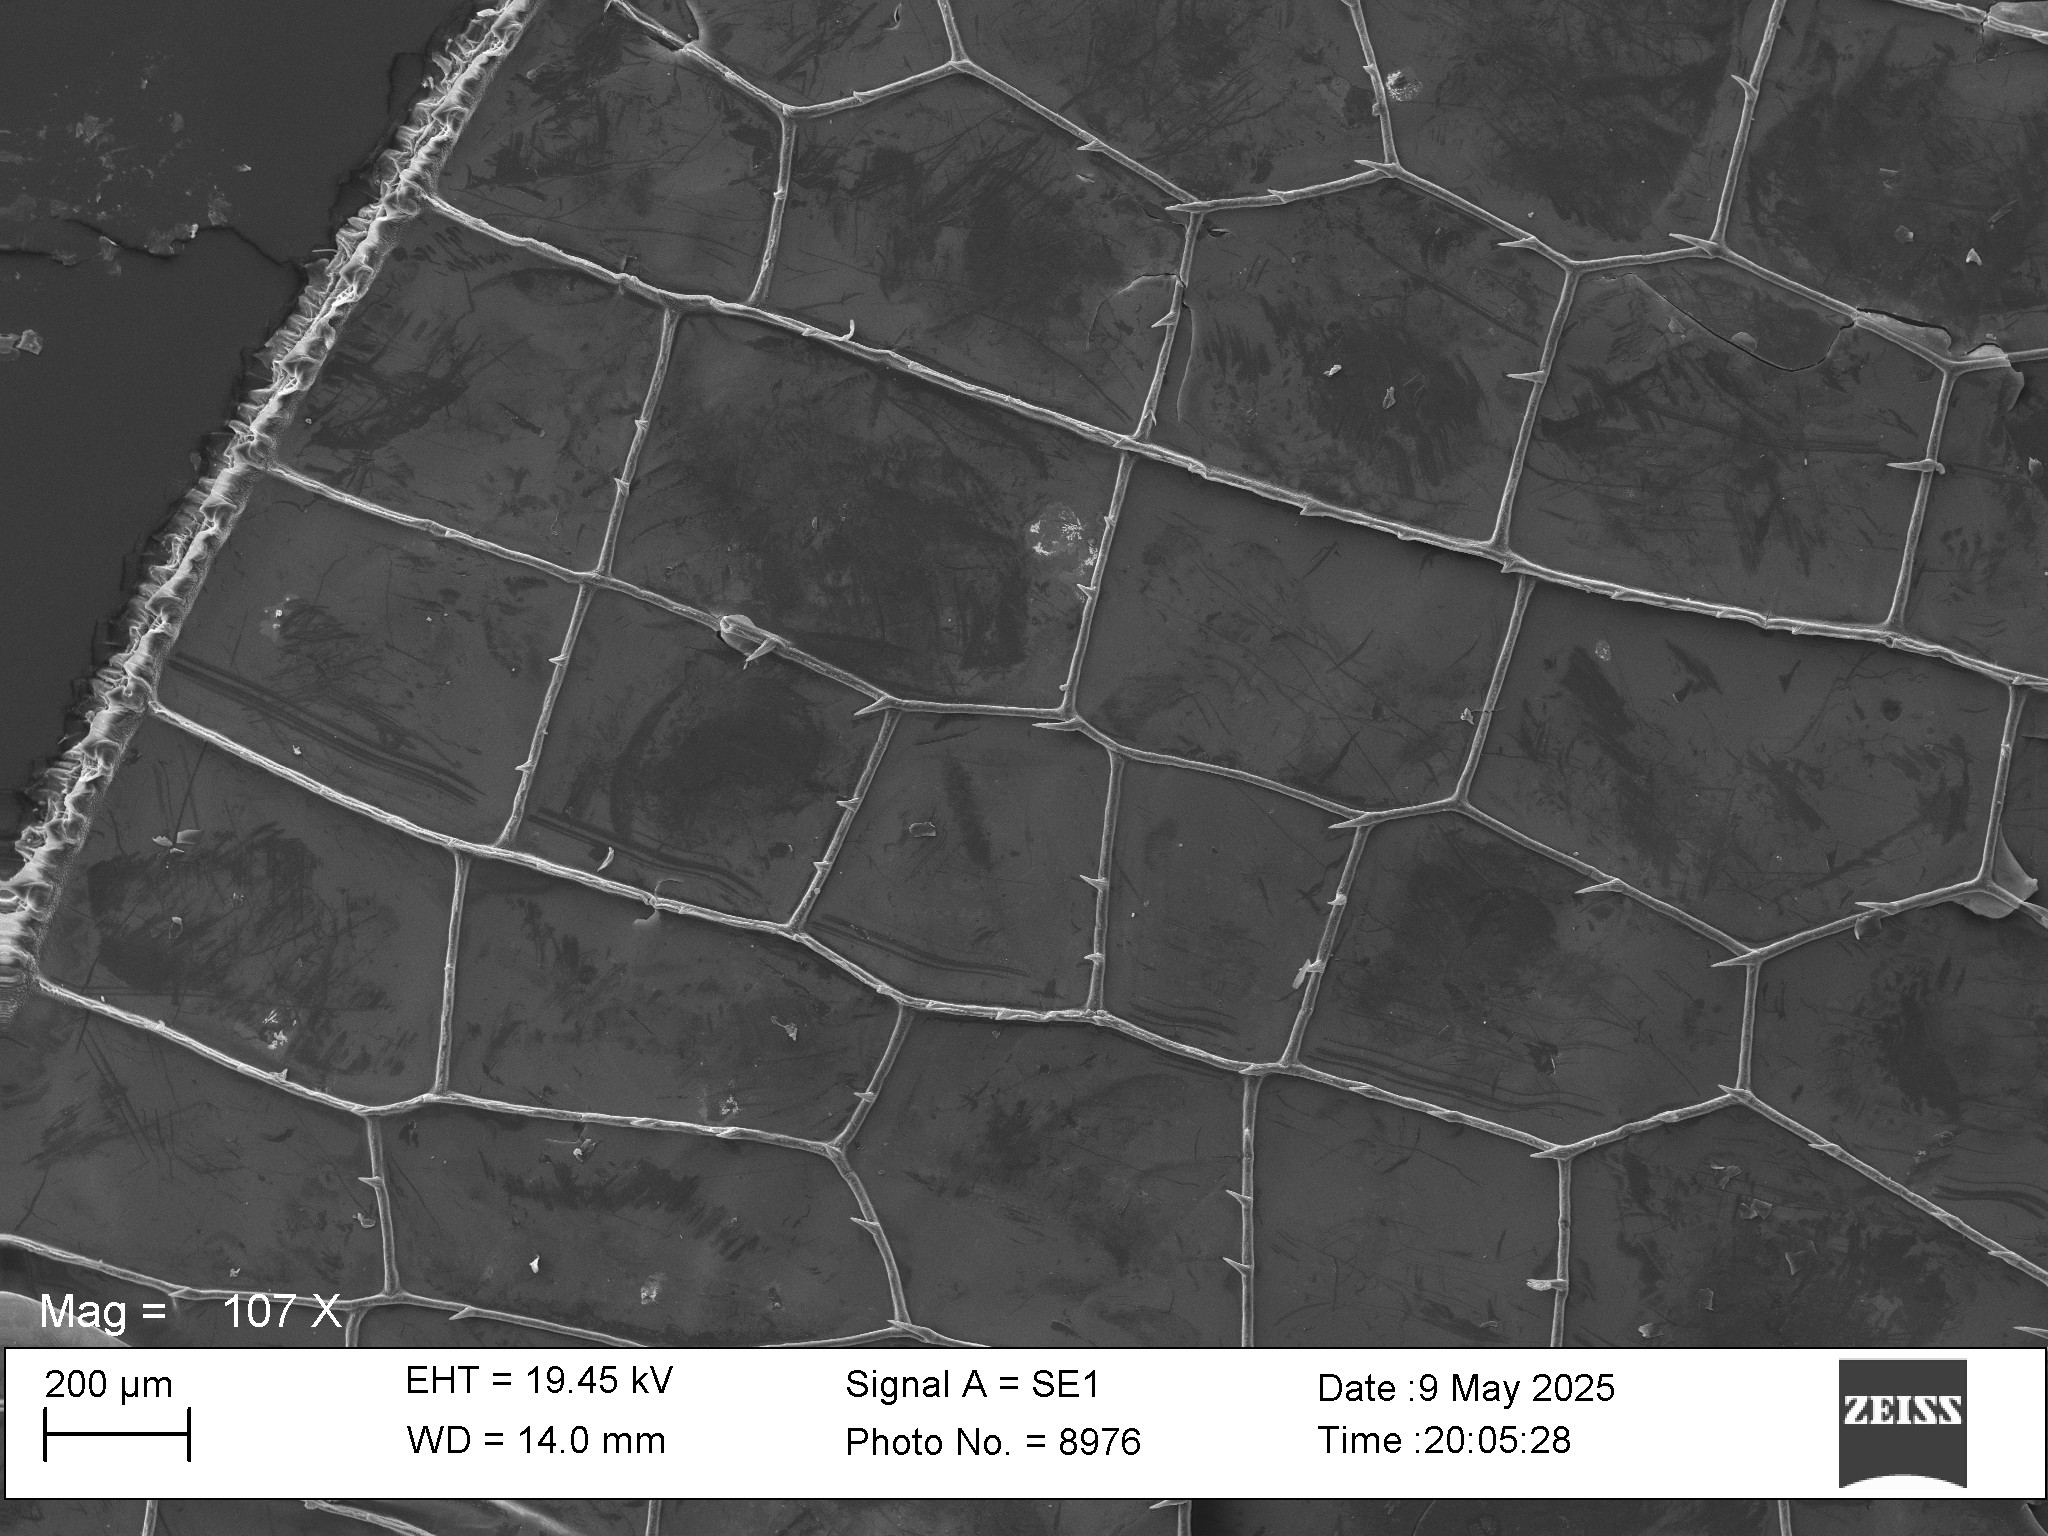 Mag = 107 X
200 µm
EHT = 19.45 kV
WD = 14.0 mm
Signal A = SE1
Photo No. = 8976
Date :9 May 2025
Time :20:05:28
ZEISS